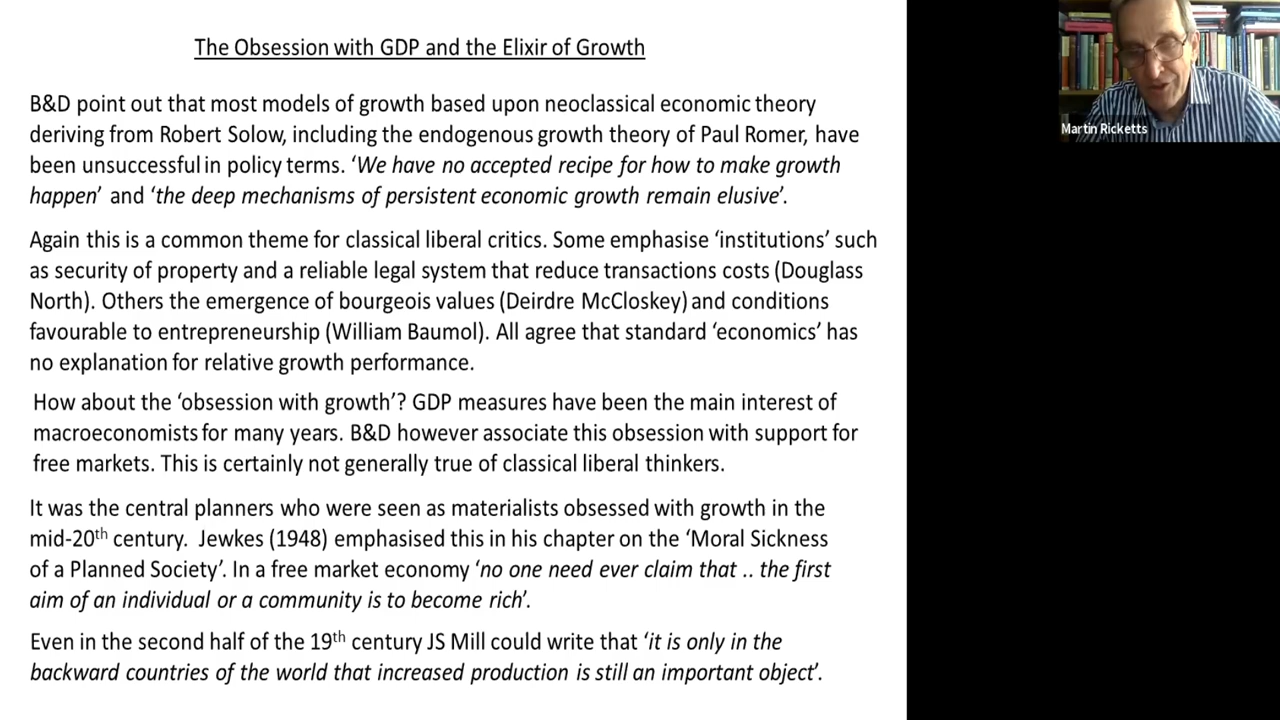 The Obsession with GDP and the Elixir of Growth
B&D point out that most models of growth based upon neoclassical economic theory
deriving from Robert Solow, including the endogenous growth theory of Paul Romer, have
been unsuccessful in policy terms. ‘We have no accepted recipe for how to make growth
happen’ and ‘the deep mechanisms of persistent economic growth remain elusive’.
Again this is a common theme for classical liberal critics. Some emphasise ‘institutions’ such
as security of property and a reliable legal system that reduce transactions costs (Douglass
North). Others the emergence of bourgeois values (Deirdre McCloskey) and conditions
favourable to entrepreneurship (William Baumol). All agree that standard ‘economics’ has
no explanation for relative growth performance.
How about the ‘obsession with growth’? GDP measures have been the main interest of
macroeconomists for many years. B&D however associate this obsession with support for
free markets. This is certainly not generally true of classical liberal thinkers.
It was the central planners who were seen as materialists obsessed with growth in the
mid-20th century. Jewkes (1948) emphasised this in his chapter on the ‘Moral Sickness
of a Planned Society’. In a free market economy ‘no one need ever claim that .. the first
aim of an individual or a community is to become rich’.
Even in the second half of the 19th century JS Mill could write that ‘it is only in the
backward countries of the world that increased production is still an important object’.
Martin Ricketts